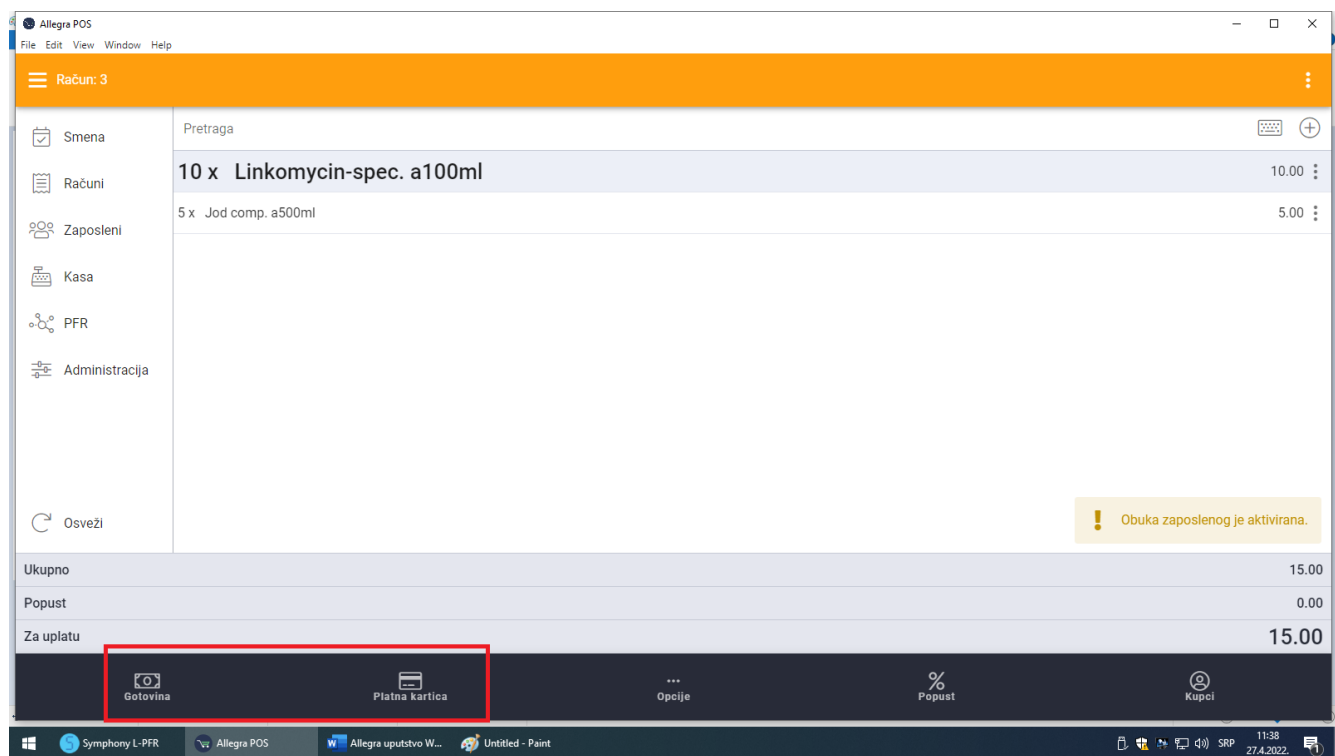 Allegra POS
File Edit View Window Help
Račun: 3
Smena
Računi
Zaposleni
Kasa
PFR
Administracija
Osveži
Pretraga
10 x Linkomycin-spec. a100ml 10.00
5 x Jod comp. a500ml 5.00
Obuka zaposlenog je aktivirana.
Ukupno 15.00
Popust 0.00
Za uplatu 15.00
Gotovina Platna kartica Opcije Popust Kupci
Symphony L-PFR Allegra POS Allegra uputstvo W... Untitled - Paint SRP 11:38
27.4.2022.